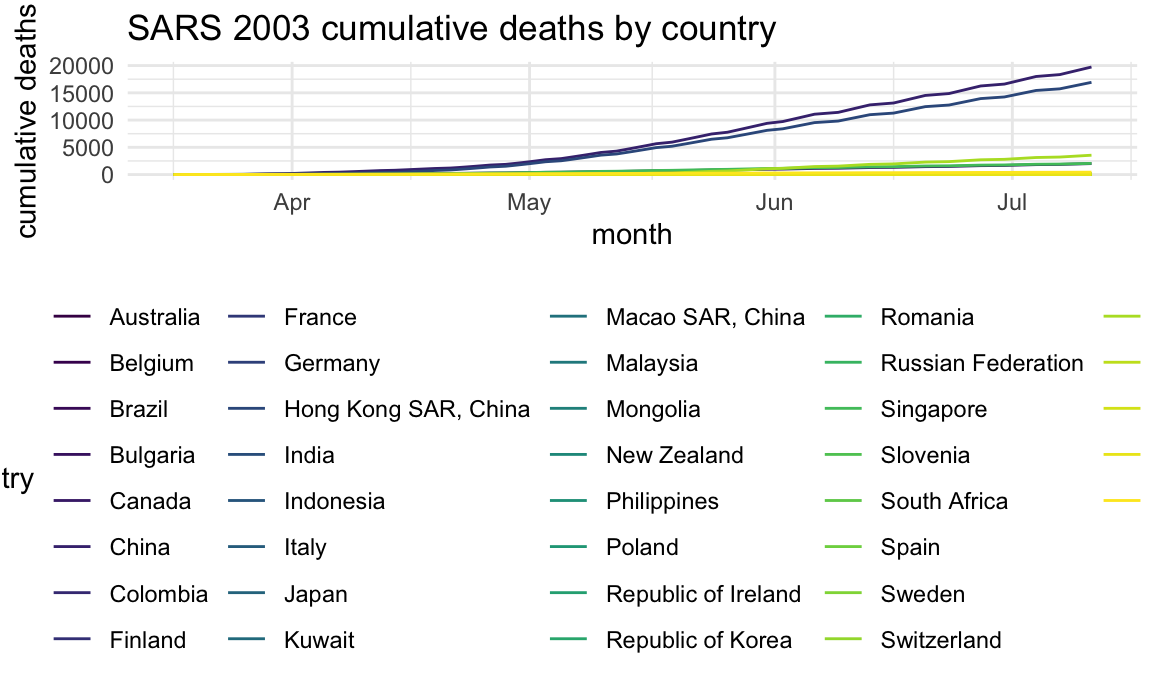 SARS 2003 cumulative deaths by country
cumulative deaths
20000
15000
10000
5000
0
Apr May Jun Jul
month
try
Australia France Macao SAR, China Romania
Belgium Germany Malaysia Russian Federation
Brazil Hong Kong SAR, China Mongolia Singapore
Bulgaria India New Zealand Slovenia
Canada Indonesia Philippines South Africa
China Italy Poland Spain
Colombia Japan Republic of Ireland Sweden
Finland Kuwait Republic of Korea Switzerland